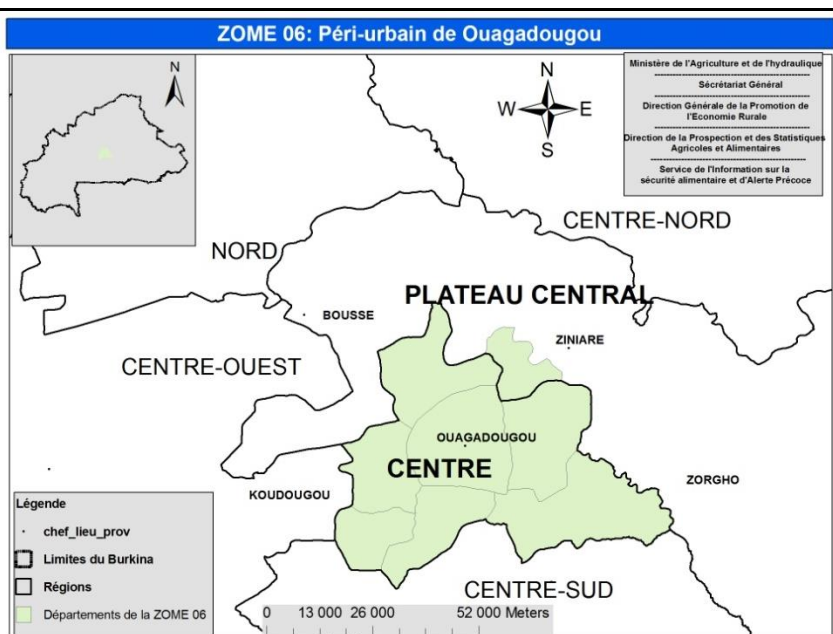 ZOME 06: Péri-urbain de Ouagadougou
N
N
W E
S
Ministère de l'Agriculture et de l'hydraulique
Sécrétariat Général
Direction Générale de la Promotion de
l'Economie Rurale
Direction de la Prospection et des Statistiques
Agricoles et Alimentaires
Service de l'Information sur la
sécurité alimentaire et d'Alerte Précoce
CENTRE-NORD
NORD
PLATEAU CENTRAL
BOUSSE
ZINIARE
CENTRE-OUEST
OUAGADOUGOU
CENTRE
ZORGHO
KOUDOUGOU
CENTRE-SUD
Légende
chef_lieu_prov
Limites du Burkina
Régions
Départements de la ZOME 06
0 13 000 26 000 52 000 Meters